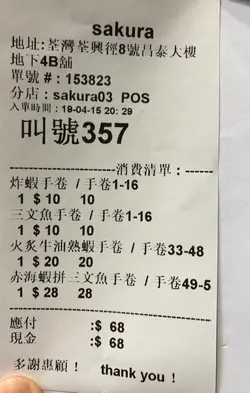 sakura
地址:荃灣荃興徑8號昌泰大樓
地下4B舖
單號#:153823
分店:sakura03 POS
入單時間:19-04-15 20:29
叫號357
--------------------消費清單:------
炸蝦手卷 / 手卷1-16
1 $10 10
三文魚手卷 / 手卷1-16
1 $10 10
火炙牛油熟蝦手卷 / 手卷33-48
1 $20 20
赤海蝦拼三文魚手卷 / 手卷49-5
1 $28 28
應付 :$ 68
現金 :$ 68
多謝惠顧! thank you!